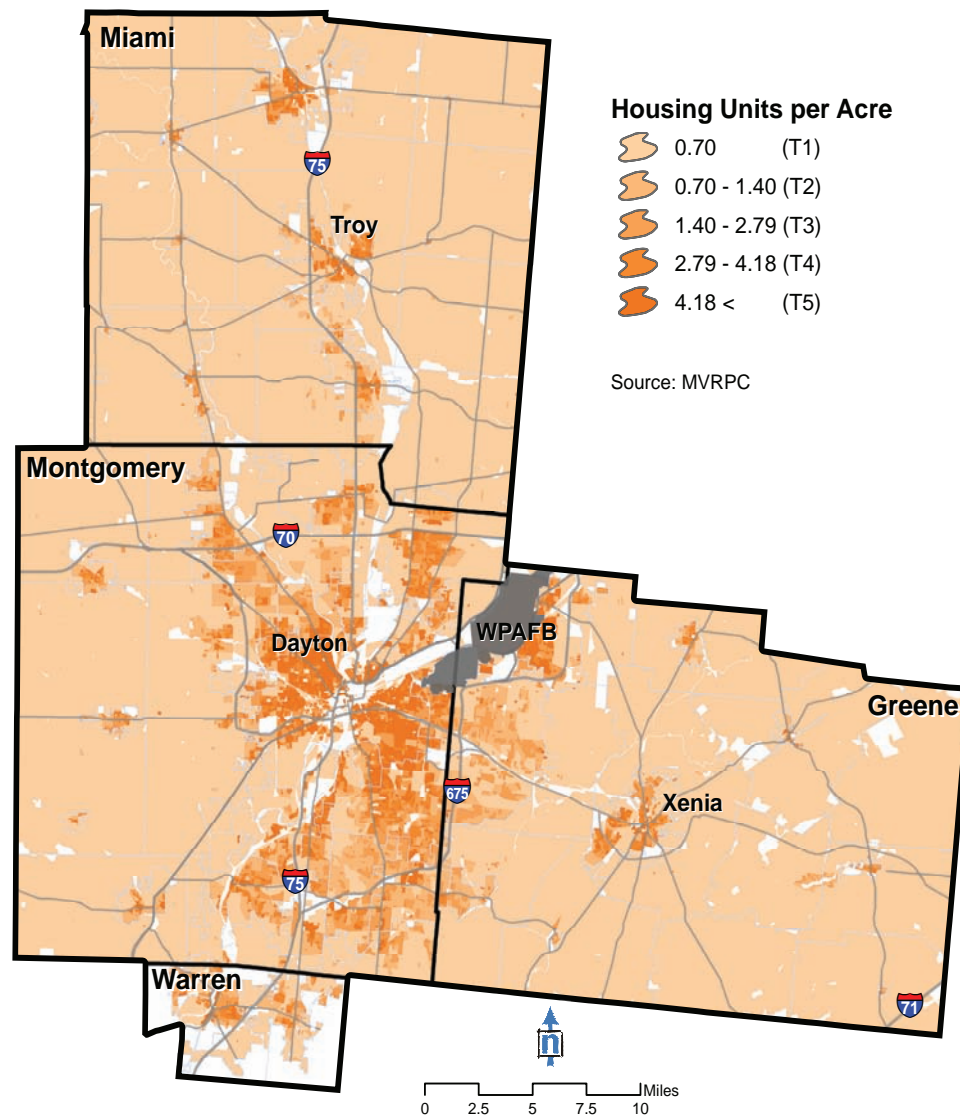 Miami
Housing Units per Acre
0.70 (T1)
75
0.70 - 1.40 (T2)
Troy
1.40 - 2.79 (T3)
2.79 - 4.18 (T4)
4.18 < (T5)
Source: MVRPC
Montgomery
70
WPAFB
Dayton
Greene
675
Xenia
75
Warren
71
n
Miles
0 2.5 5 7.5 10